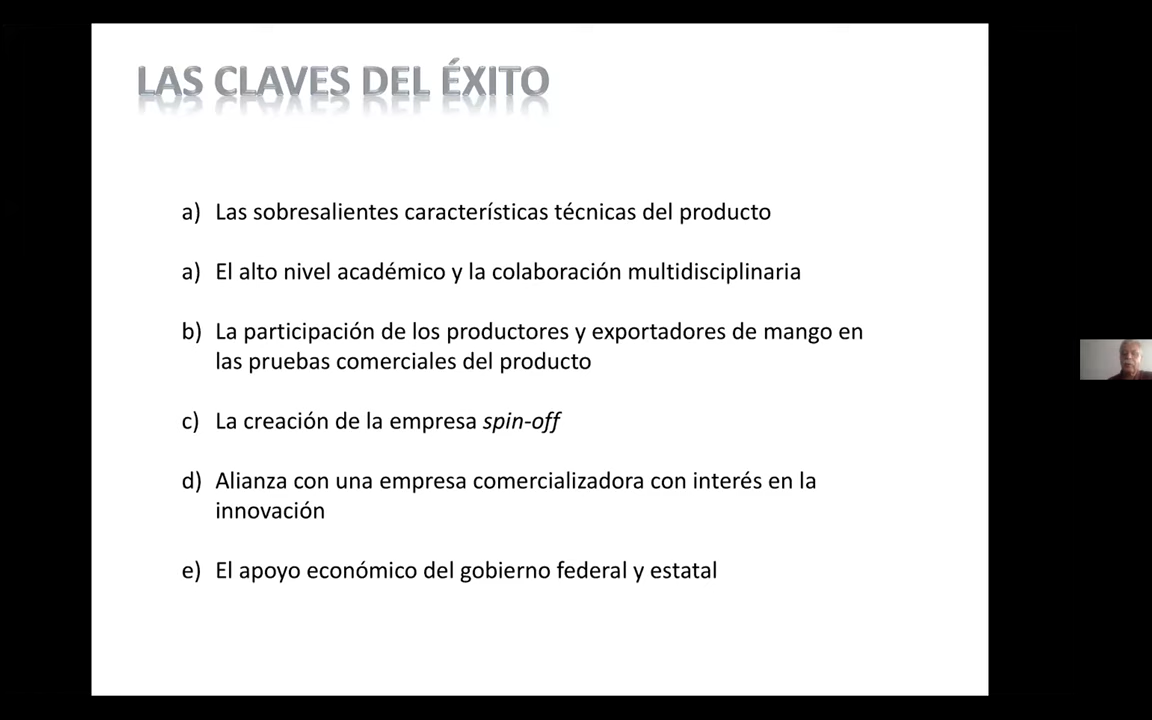 LAS CLAVES DEL ÉXITO
a) Las sobresalientes características técnicas del producto
a) El alto nivel académico y la colaboración multidisciplinaria
b) La participación de los productores y exportadores de mango en
las pruebas comerciales del producto
c) La creación de la empresa spin-off
d) Alianza con una empresa comercializadora con interés en la
innovación
e) El apoyo económico del gobierno federal y estatal